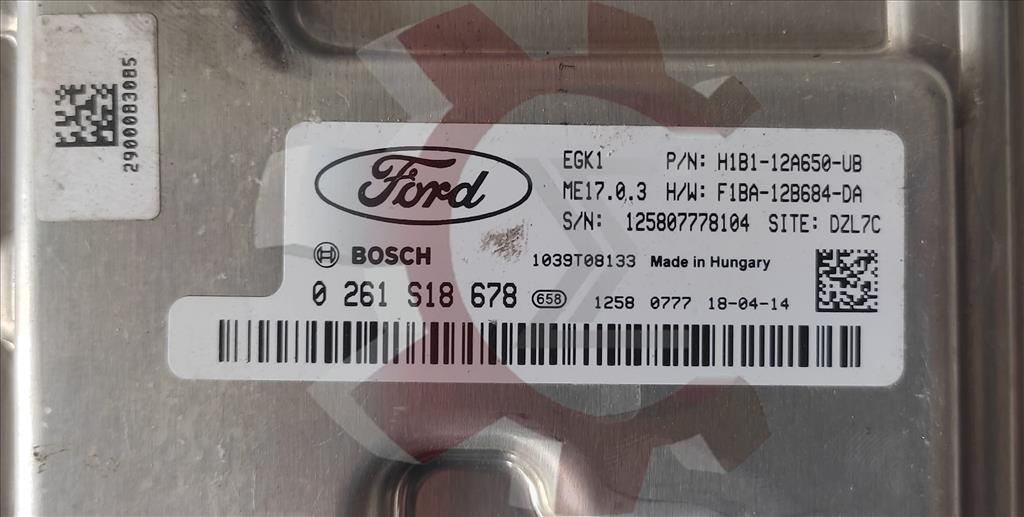 2900083085
Ford
EGK1 P/N: H1B1-12A650-UB
ME17.0.3 H/W: F1BA-12B684-DA
S/N: 125807778104 SITE: DZL7C
BOSCH 1039T08133 Made in Hungary
0 261 S18 678 658 1258 0777 18-04-14